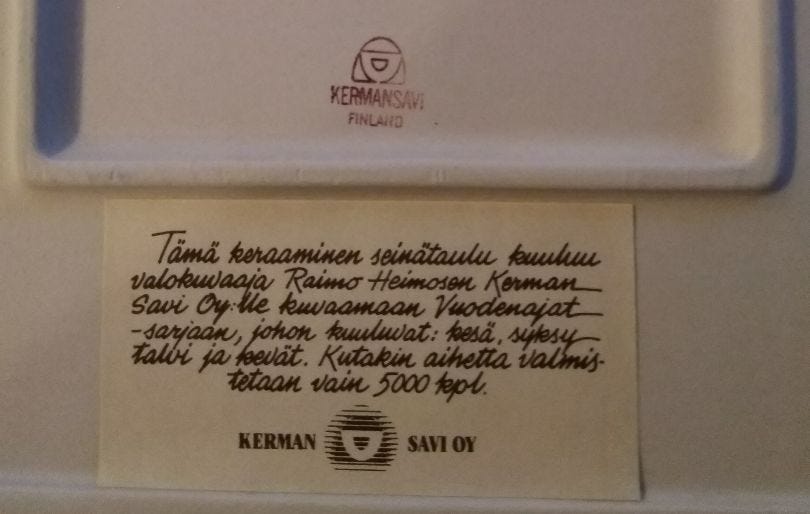 KERMANSAVI
FINLAND
Tämä keraaminen seinätaulu kuuluu
valokuvaaja Raimo Heimosen Kerman
Savi Oy:lle kuvaamaan Vuodenajat
-sarjaan, johon kuuluvat: kesä, syksy
talvi ja kevät. Kutakin aihetta valmis-
tetaan vain 5000 kpl.
KERMAN SAVI OY